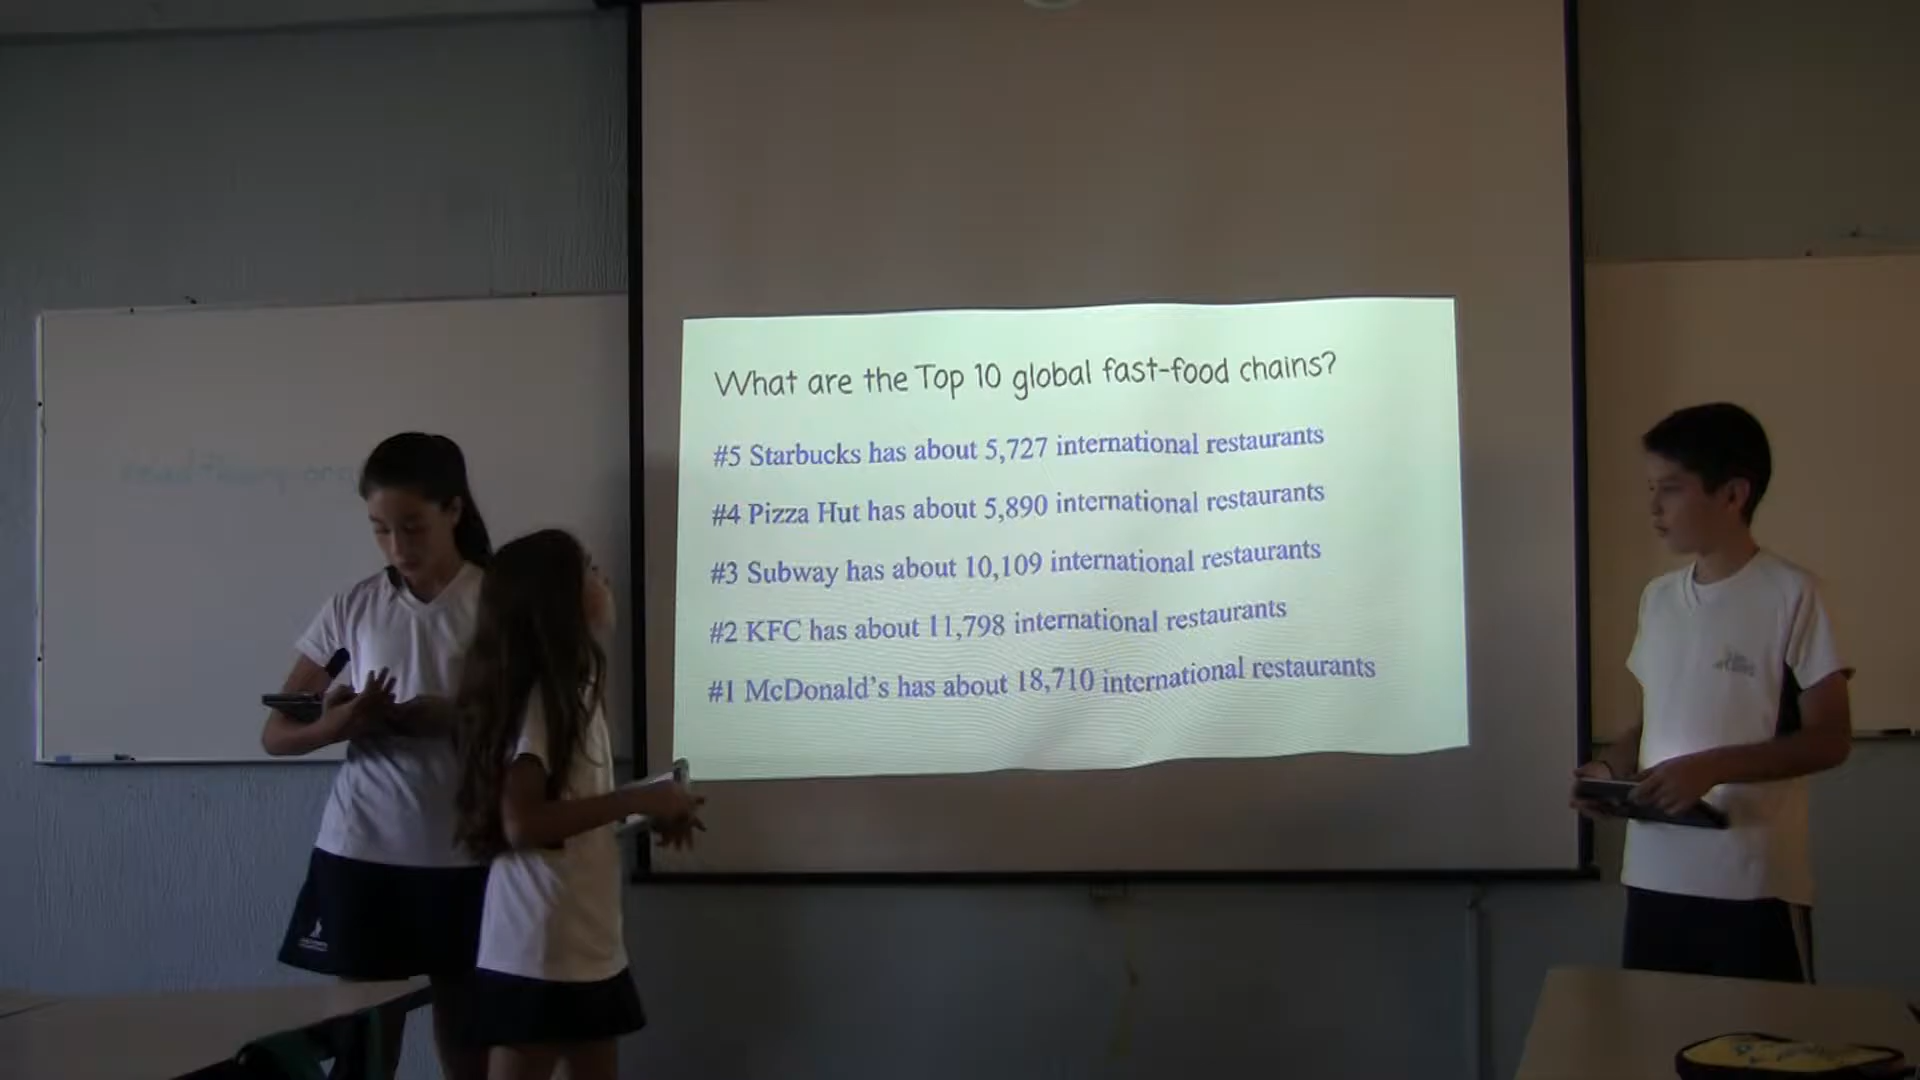 What are the Top 10 global fast-food chains?
#5 Starbucks has about 5,727 international restaurants
#4 Pizza Hut has about 5,890 international restaurants
#3 Subway has about 10,109 international restaurants
#2 KFC has about 11,798 international restaurants
#1 McDonald's has about 18,710 international restaurants